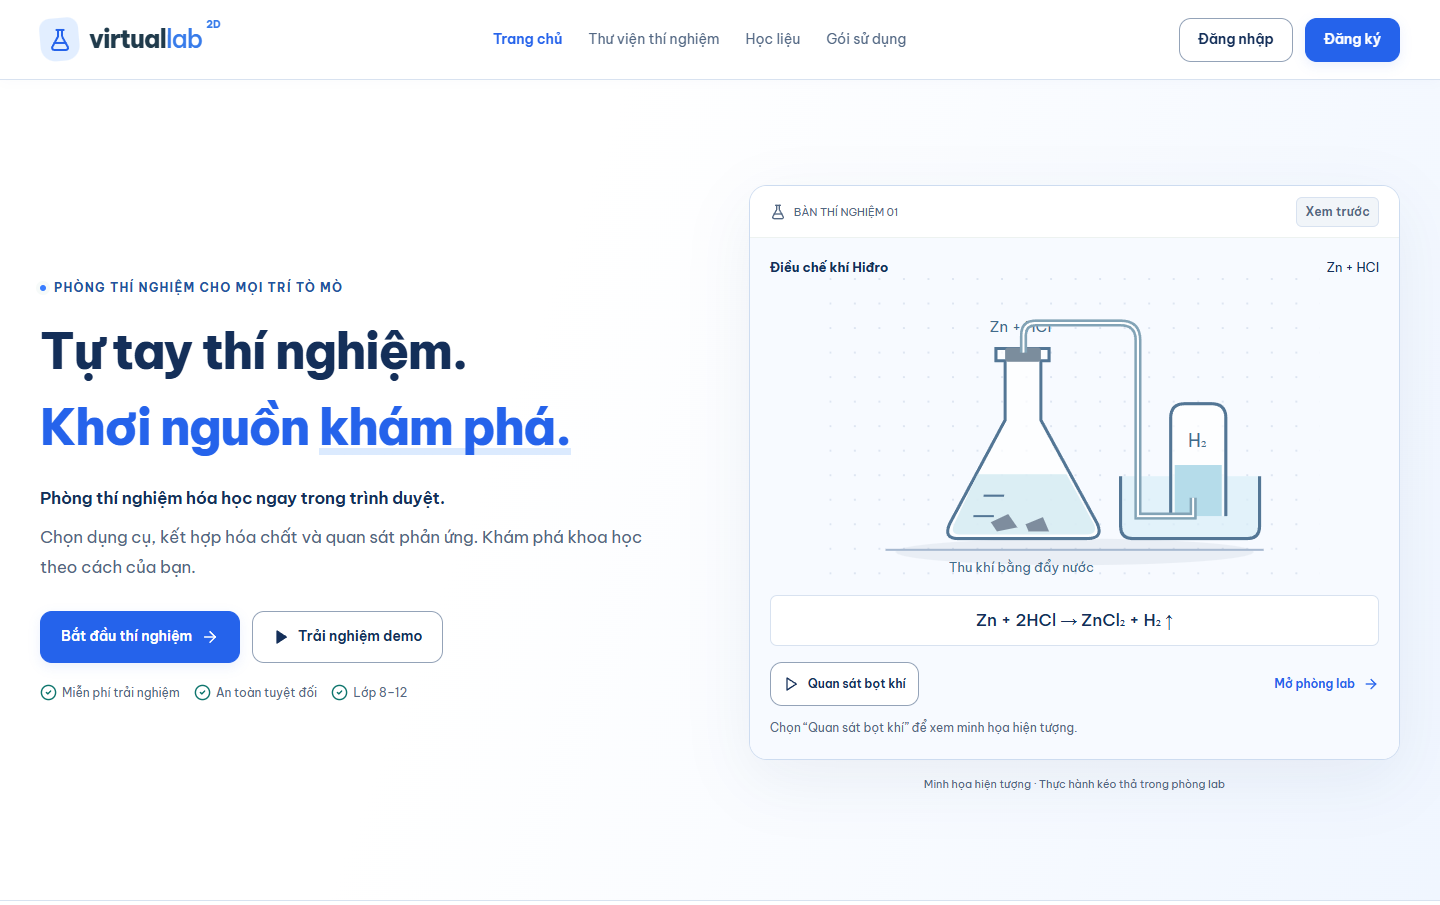 virtuallab 2D
Trang chủ
Thư viện thí nghiệm
Học liệu
Gói sử dụng
Đăng nhập
Đăng ký
PHÒNG THÍ NGHIỆM CHO MỌI TRÍ TÒ MÒ
Tự tay thí nghiệm.
Khơi nguồn khám phá.
Phòng thí nghiệm hóa học ngay trong trình duyệt.
Chọn dụng cụ, kết hợp hóa chất và quan sát phản ứng. Khám phá khoa học
theo cách của bạn.
Bắt đầu thí nghiệm
Trải nghiệm demo
Miễn phí trải nghiệm
An toàn tuyệt đối
Lớp 8–12
BÀN THÍ NGHIỆM 01
Xem trước
Điều chế khí Hiđro
Zn + HCl
Zn + HCl
H₂
Thu khí bằng đẩy nước
Zn + 2HCl → ZnCl₂ + H₂ ↑
Quan sát bọt khí
Mở phòng lab
Chọn “Quan sát bọt khí” để xem minh họa hiện tượng.
Minh họa hiện tượng · Thực hành kéo thả trong phòng lab